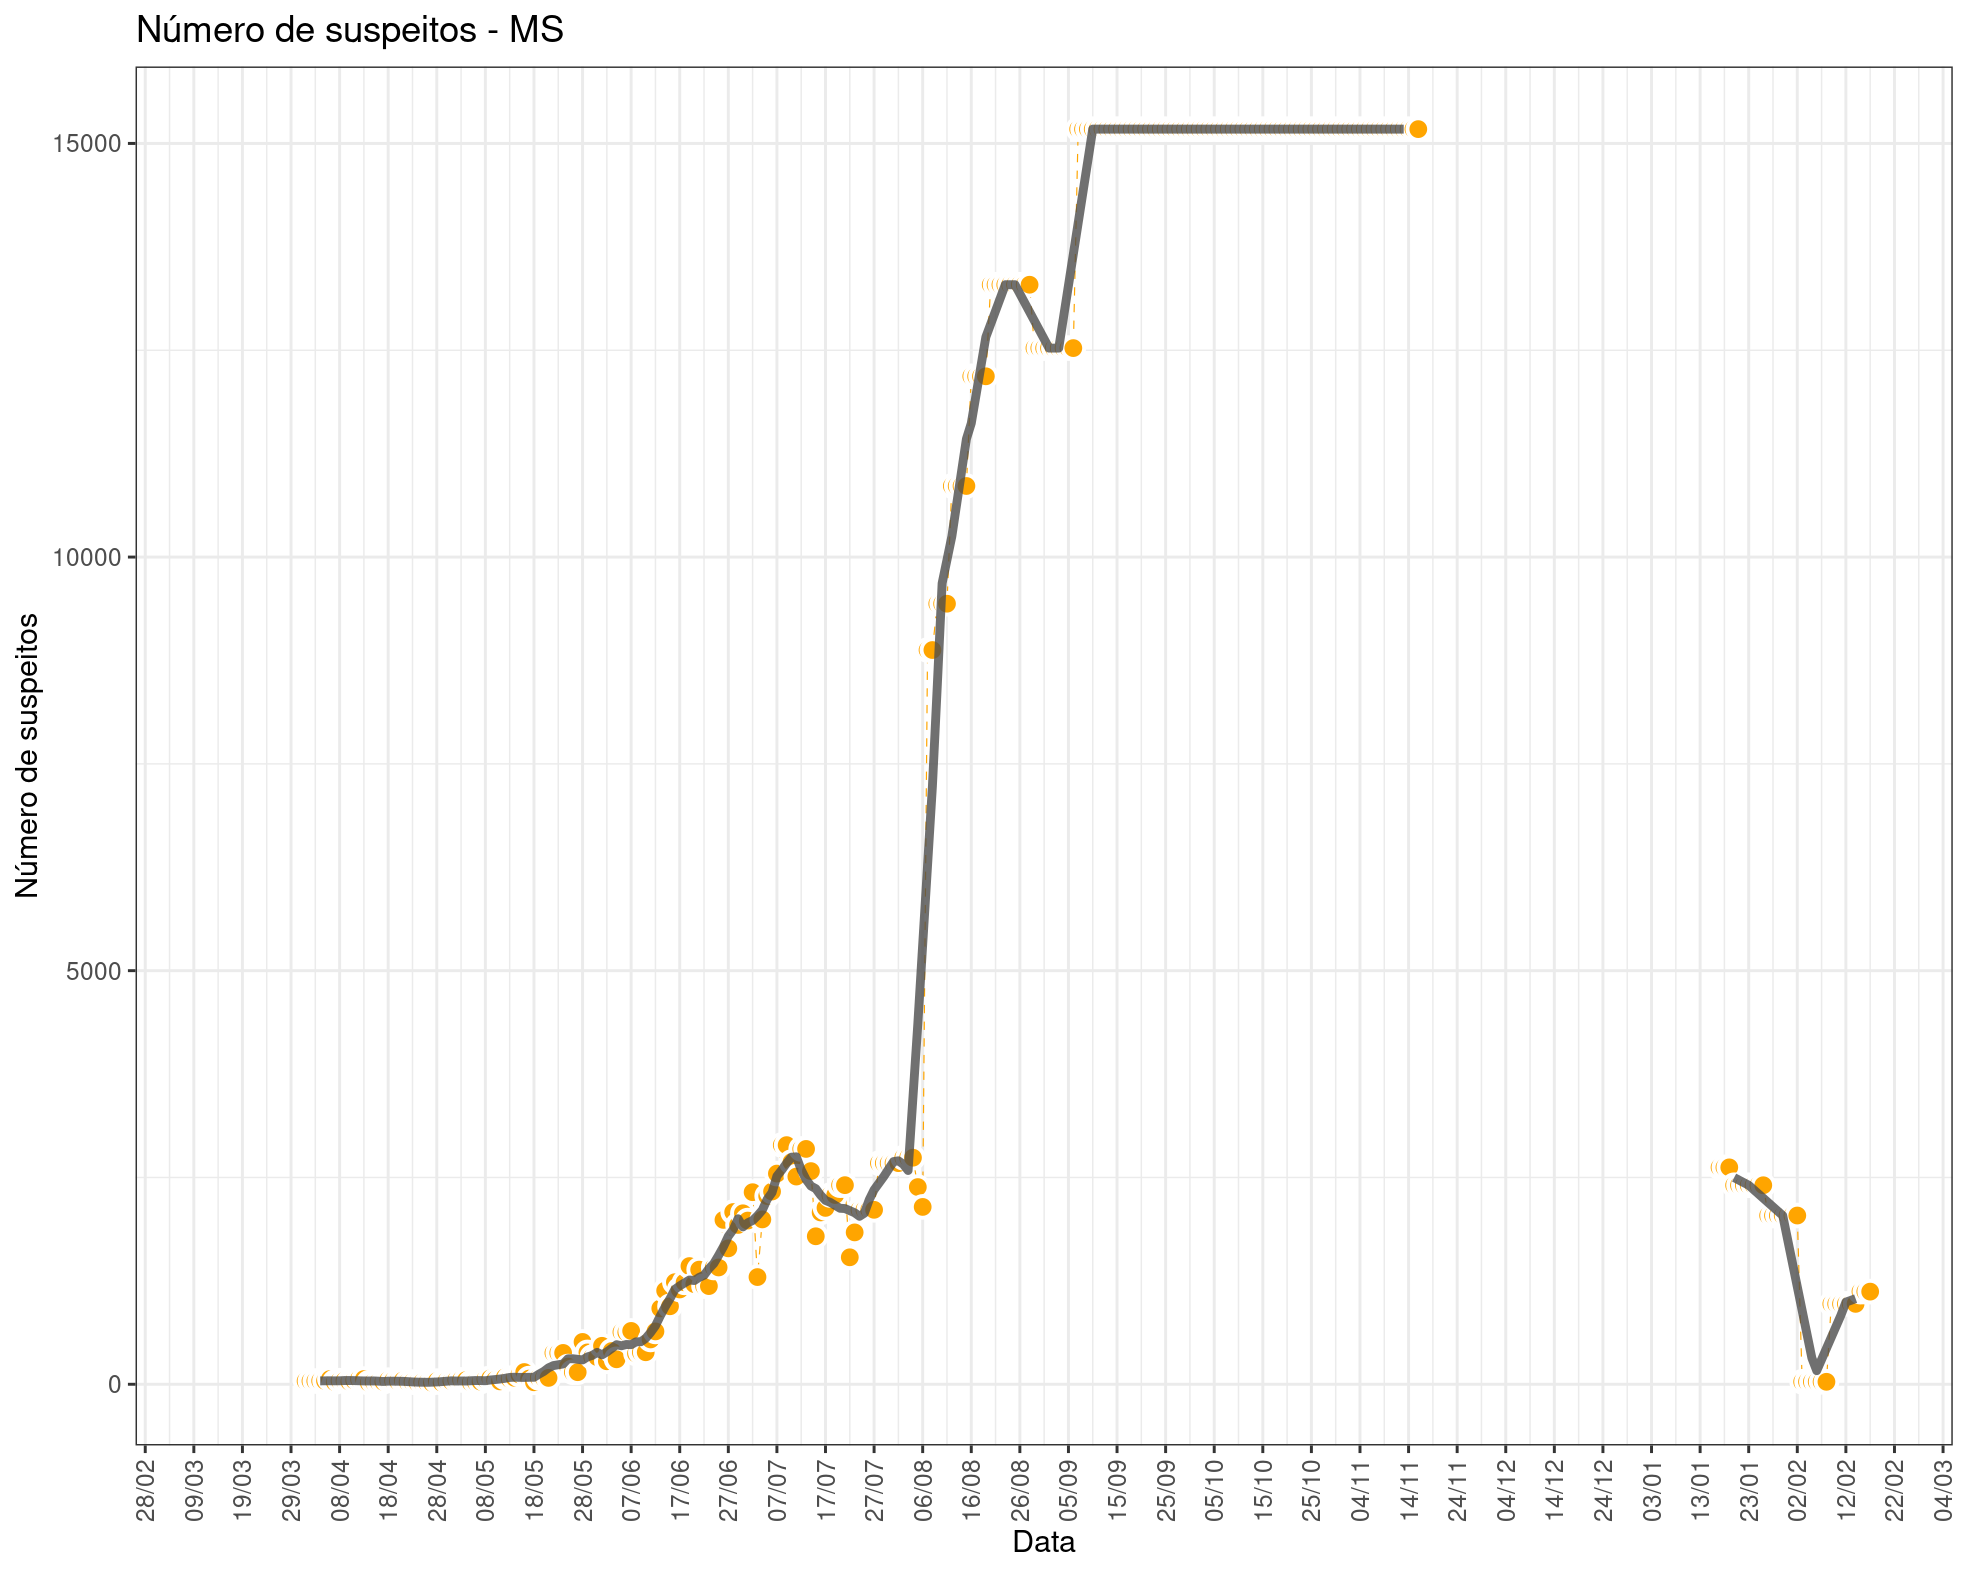 Número de suspeitos - MS
Número de suspeitos
15000
10000
5000
0
28/02 09/03 19/03 29/03 08/04 18/04 28/04 08/05 18/05 28/05 07/06 17/06 27/06 07/07 17/07 27/07 06/08 16/08 26/08 05/09 15/09 25/09 05/10 15/10 25/10 04/11 14/11 24/11 04/12 14/12 24/12 03/01 13/01 23/01 02/02 12/02 22/02 04/03
Data